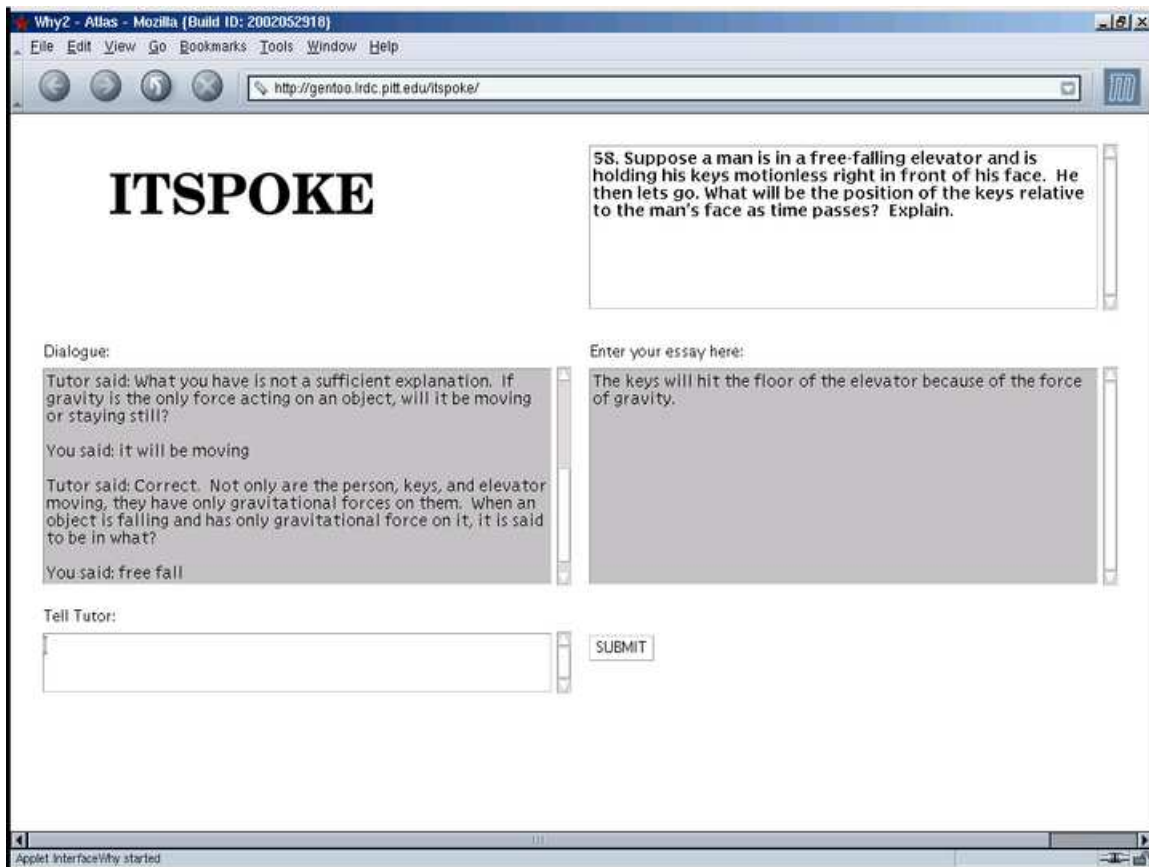 Why2 - Atlas - Mozilla {Build ID: 2002052918}
File Edit View Go Bookmarks Tools Window Help
http://gentoo.lrdc.pitt.edu/itspoke/
ITSPOKE
58. Suppose a man is in a free-falling elevator and is
holding his keys motionless right in front of his face. He
then lets go. What will be the position of the keys relative
to the man's face as time passes? Explain.
Dialogue:
Tutor said: What you have is not a sufficient explanation. If
gravity is the only force acting on an object, will it be moving
or staying still?
You said: it will be moving
Tutor said: Correct. Not only are the person, keys, and elevator
moving, they have only gravitational forces on them. When an
object is falling and has only gravitational force on it, it is said
to be in what?
You said: free fall
Enter your essay here:
The keys will hit the floor of the elevator because of the force
of gravity.
Tell Tutor:
SUBMIT
Applet InterfaceWhy started